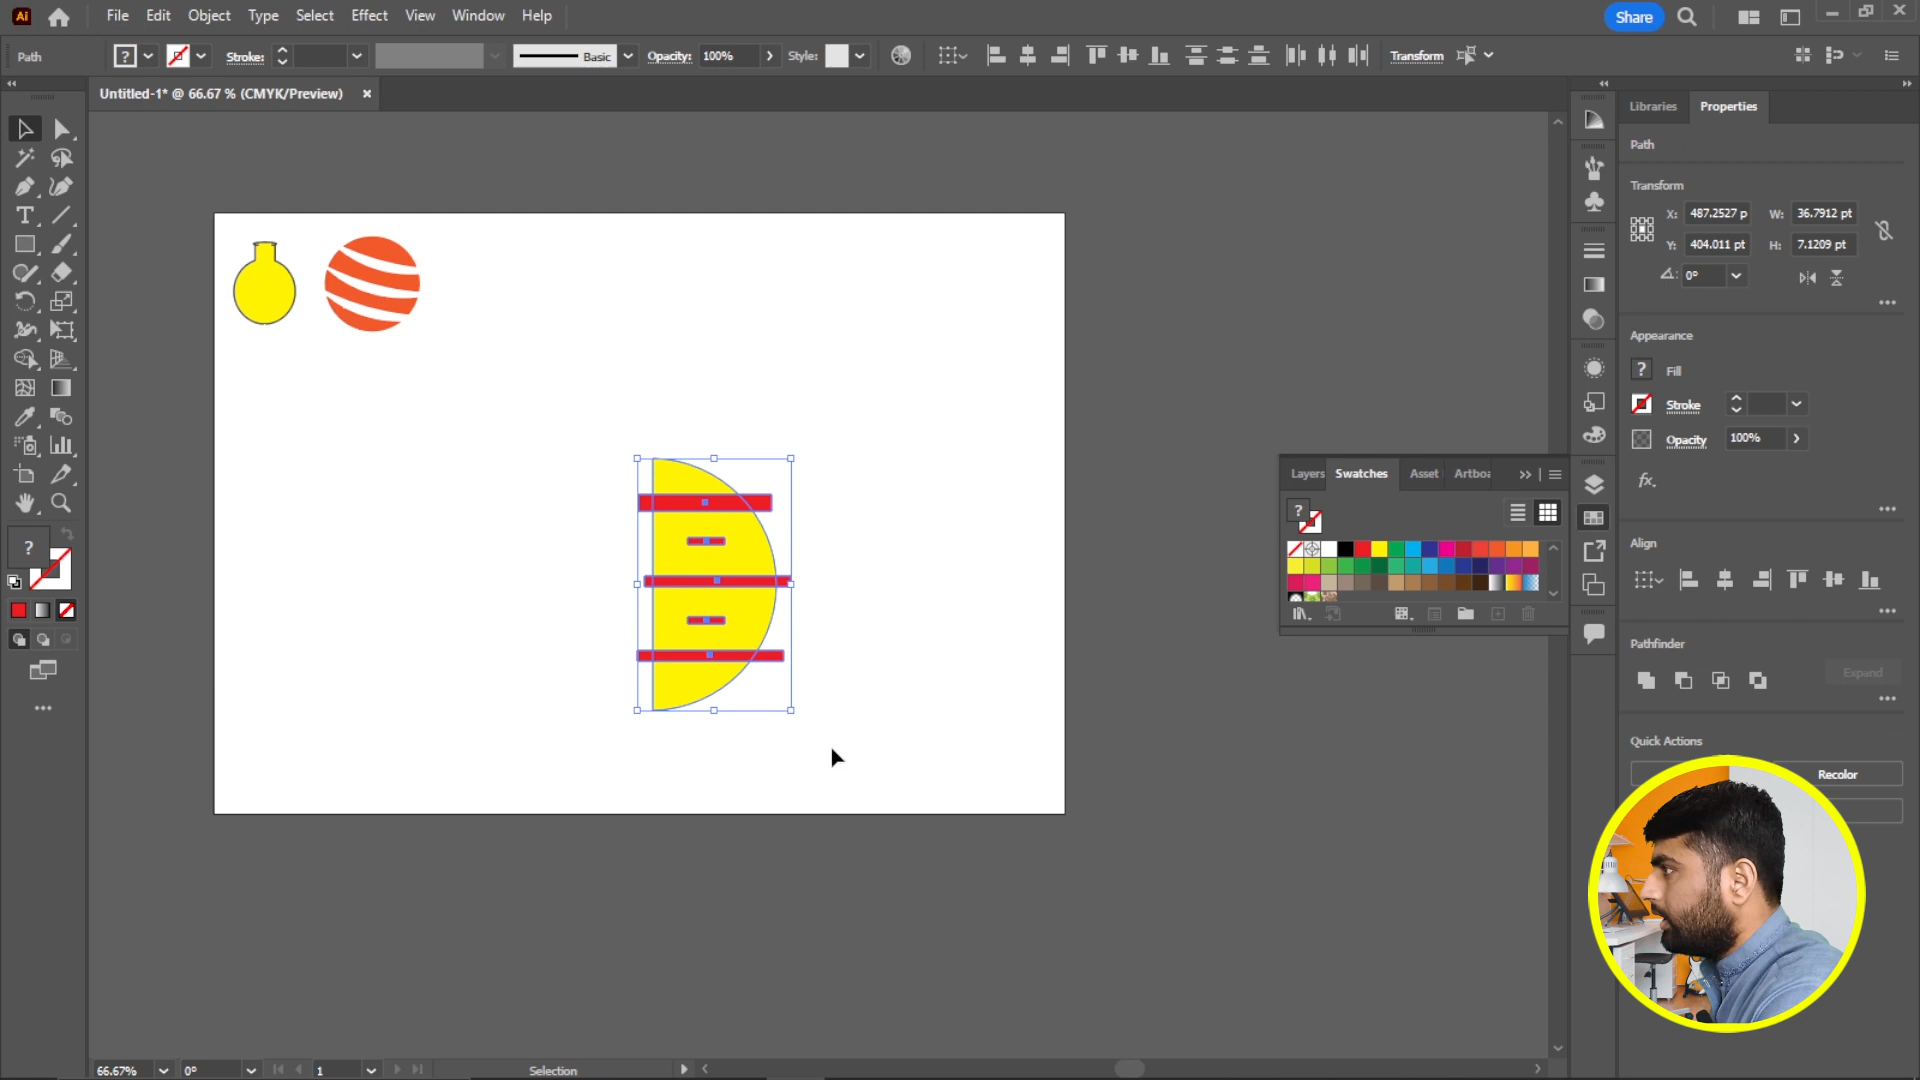 Ai File Edit Object Type Select Effect View Window Help Share
Path ? Stroke: Basic Opacity: 100% Style: Transform
Untitled-1* @ 66.67 % (CMYK/Preview) ×
Libraries Properties
Path
Transform
X: 487.2527 p W: 36.7912 pt
Y: 404.011 pt H: 7.1209 pt
0°
Appearance
? Fill
Stroke
Opacity 100%
fx.
Layers Swatches Asset Artboa
?
Align
Pathfinder
Expand
Quick Actions
Recolor
?
66.67% 0° 1 Selection